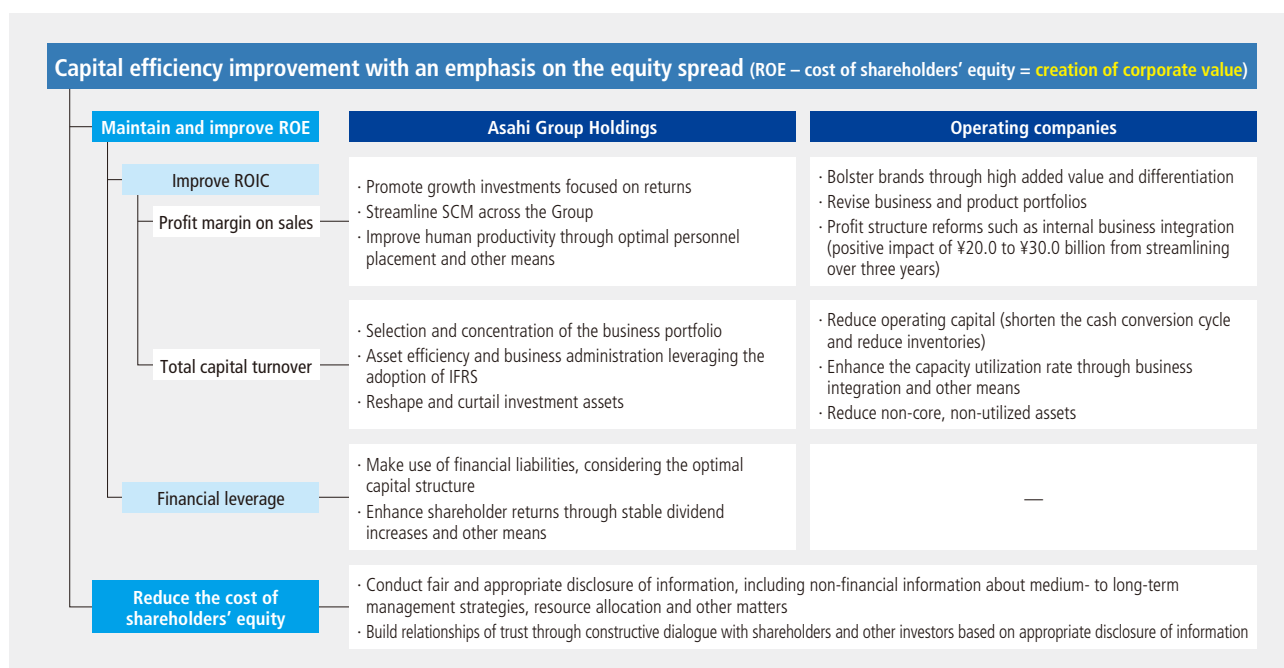 Capital efficiency improvement with an emphasis on the equity spread (ROE – cost of shareholders' equity = creation of corporate value)
Maintain and improve ROE
Asahi Group Holdings
Operating companies
Improve ROIC
Profit margin on sales
· Promote growth investments focused on returns
· Streamline SCM across the Group
· Improve human productivity through optimal personnel
placement and other means
· Bolster brands through high added value and differentiation
· Revise business and product portfolios
· Profit structure reforms such as internal business integration
(positive impact of ¥20.0 to ¥30.0 billion from streamlining
over three years)
Total capital turnover
· Selection and concentration of the business portfolio
· Asset efficiency and business administration leveraging the
adoption of IFRS
· Reshape and curtail investment assets
· Reduce operating capital (shorten the cash conversion cycle
and reduce inventories)
· Enhance the capacity utilization rate through business
integration and other means
· Reduce non-core, non-utilized assets
Financial leverage
· Make use of financial liabilities, considering the optimal
capital structure
· Enhance shareholder returns through stable dividend
increases and other means
—
Reduce the cost of
shareholders' equity
· Conduct fair and appropriate disclosure of information, including non-financial information about medium- to long-term
management strategies, resource allocation and other matters
· Build relationships of trust through constructive dialogue with shareholders and other investors based on appropriate disclosure of information